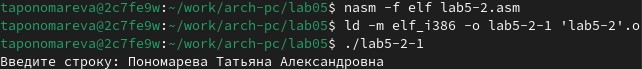 taponomareva@2c7fe9w:~/work/arch-pc/lab05$ nasm -f elf lab5-2.asm
taponomareva@2c7fe9w:~/work/arch-pc/lab05$ ld -m elf_i386 -o lab5-2-1 'lab5-2'.o
taponomareva@2c7fe9w:~/work/arch-pc/lab05$ ./lab5-2-1
Введите строку: Пономарева Татьяна Александровна